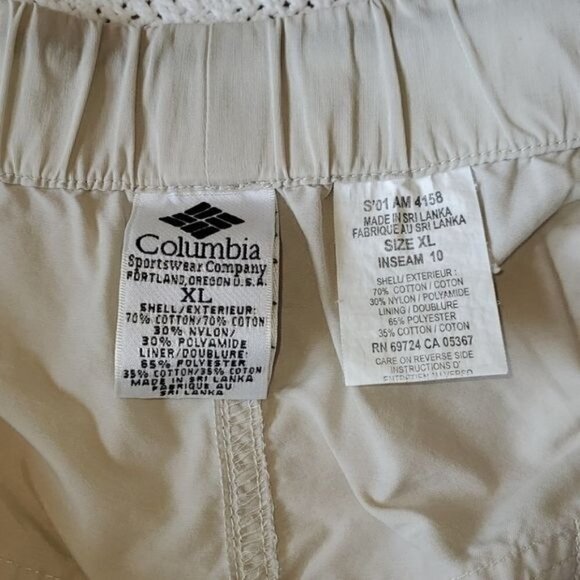 Columbia
Sportswear Company
PORTLAND, OREGON U.S.A.
XL
SHELL/EXTERIEUR:
70% COTTON/70% COTTON
30% NYLON/
30% POLYAMIDE
LINER/DOUBLURE:
65% POLYESTER
35% COTTON/35% COTTON
MADE IN SRI LANKA
FABRIQUE AU
SRI LANKA
S'01 AM 4158
MADE IN SRI LANKA
FABRIQUE AU SRI LANKA
SIZE XL
INSEAM 10
SHELL/ EXTERIEUR :
70% COTTON / COTON
30% NYLON / POLYAMIDE
LINING / DOUBLURE
65% POLYESTER
35% COTTON / COTON
RN 69724 CA 05367
CARE ON REVERSE SIDE
INSTRUCTIONS D'